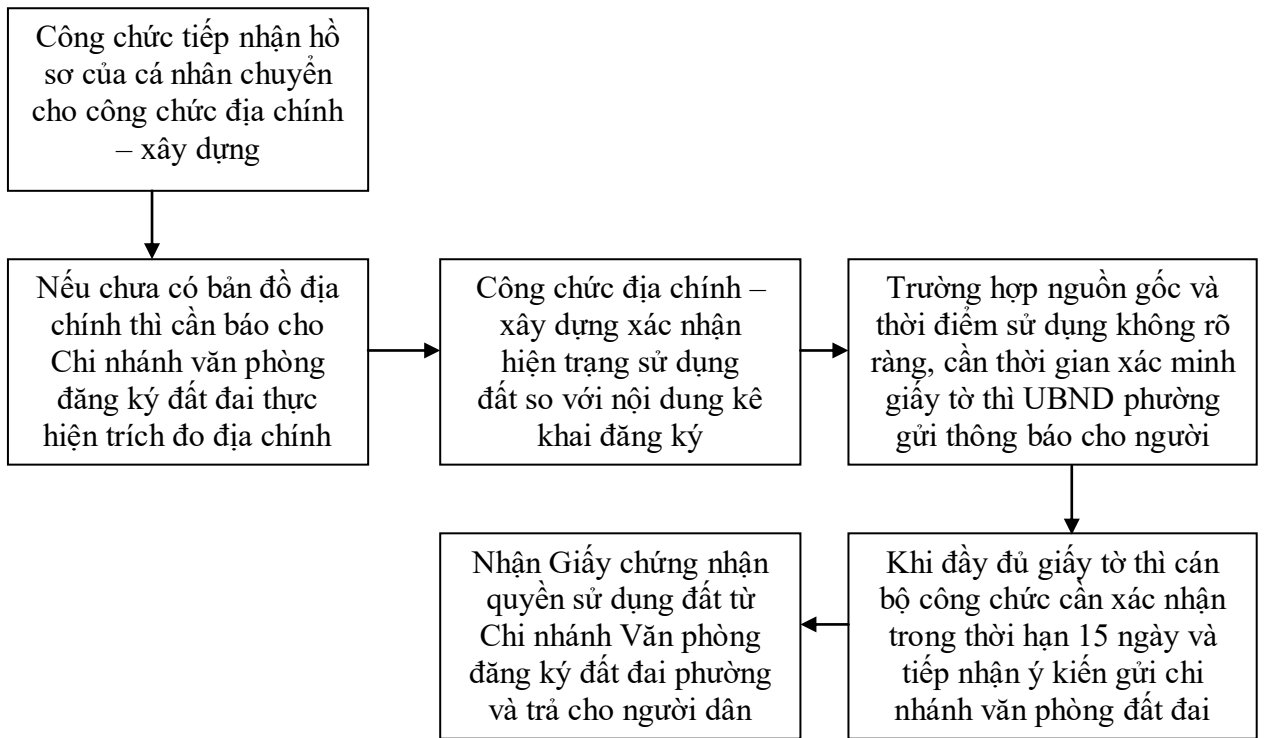 Công chức tiếp nhận hồ
sơ của cá nhân chuyển
cho công chức địa chính
– xây dựng
Nếu chưa có bản đồ địa
chính thì cần báo cho
Chi nhánh văn phòng
đăng ký đất đai thực
hiện trích đo địa chính
Công chức địa chính –
xây dựng xác nhận
hiện trạng sử dụng
đất so với nội dung kê
khai đăng ký
Trường hợp nguồn gốc và
thời điểm sử dụng không rõ
ràng, cần thời gian xác minh
giấy tờ thì UBND phường
gửi thông báo cho người
Khi đầy đủ giấy tờ thì cán
bộ công chức cần xác nhận
trong thời hạn 15 ngày và
tiếp nhận ý kiến gửi chi
nhánh văn phòng đất đai
Nhận Giấy chứng nhận
quyền sử dụng đất từ
Chi nhánh Văn phòng
đăng ký đất đai phường
và trả cho người dân